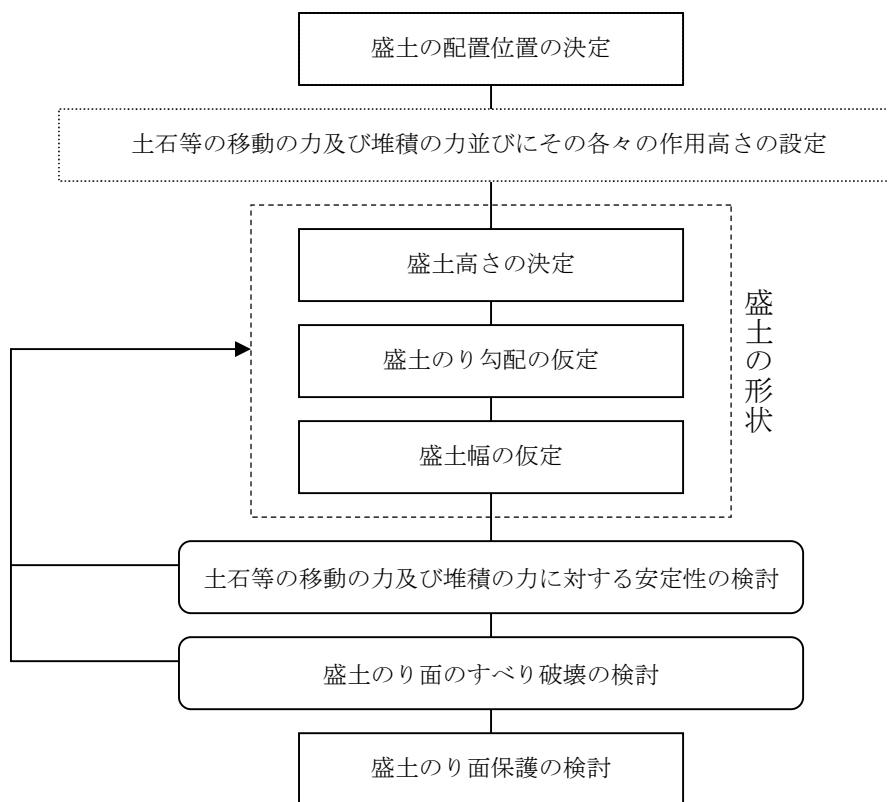 盛土の配置位置の決定
土石等の移動の力及び堆積の力並びにその各々の作用高さの設定
盛土高さの決定
盛土のり勾配の仮定
盛土幅の仮定
盛土の形状
土石等の移動の力及び堆積の力に対する安定性の検討
盛土のり面のすべり破壊の検討
盛土のり面保護の検討